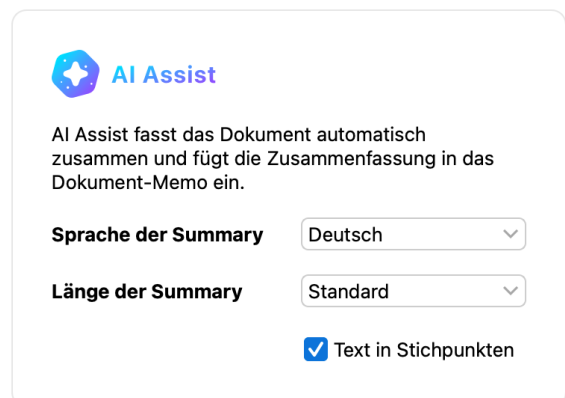 AI Assist
AI Assist fasst das Dokument automatisch
zusammen und fügt die Zusammenfassung in das
Dokument-Memo ein.
Sprache der Summary Deutsch
Länge der Summary Standard
Text in Stichpunkten